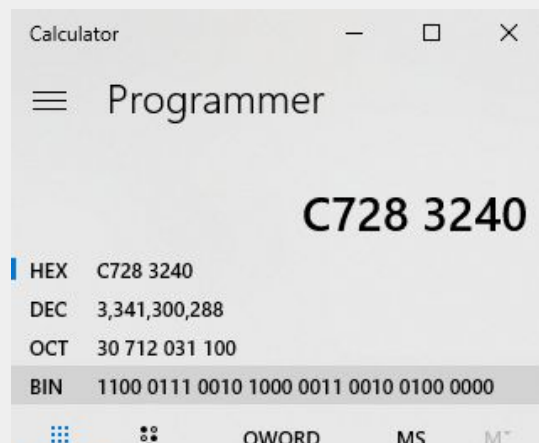 Calculator
Programmer
C728 3240
HEX C728 3240
DEC 3,341,300,288
OCT 30 712 031 100
BIN 1100 0111 0010 1000 0011 0010 0100 0000
QWORD MS